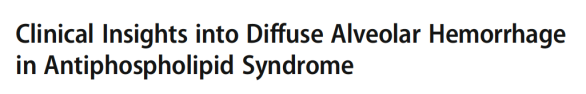 Clinical Insights into Diffuse Alveolar Hemorrhage
in Antiphospholipid Syndrome